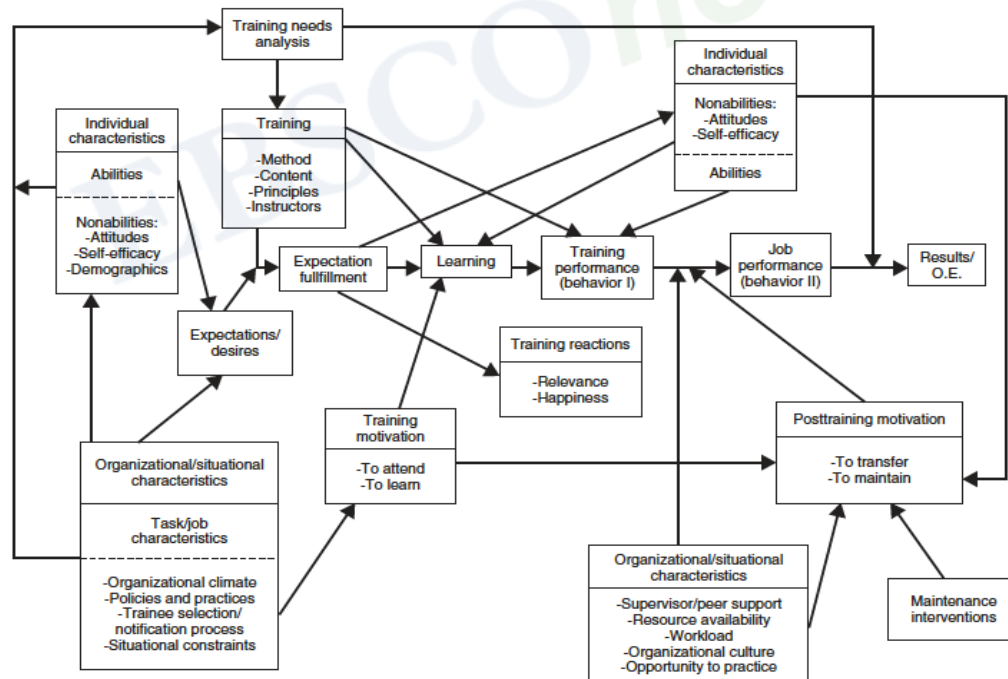 EBSCO
Training needs
analysis
Individual
characteristics
Nonabilities:
-Attitudes
-Self-efficacy
Abilities
Training
-Method
-Content
-Principles
-Instructors
Individual
characteristics
Abilities
Nonabilities:
-Attitudes
-Self-efficacy
-Demographics
Expectation
fullfillment
Learning
Training
performance
(behavior I)
Job
performance
(behavior II)
Results/
O.E.
Expectations/
desires
Training reactions
-Relevance
-Happiness
Training
motivation
-To attend
-To learn
Posttraining motivation
-To transfer
-To maintain
Organizational/situational
characteristics
Task/job
characteristics
-Organizational climate
-Policies and practices
-Trainee selection/
notification process
-Situational constraints
Organizational/situational
characteristics
-Supervisor/peer support
-Resource availability
-Workload
-Organizational culture
-Opportunity to practice
Maintenance
interventions